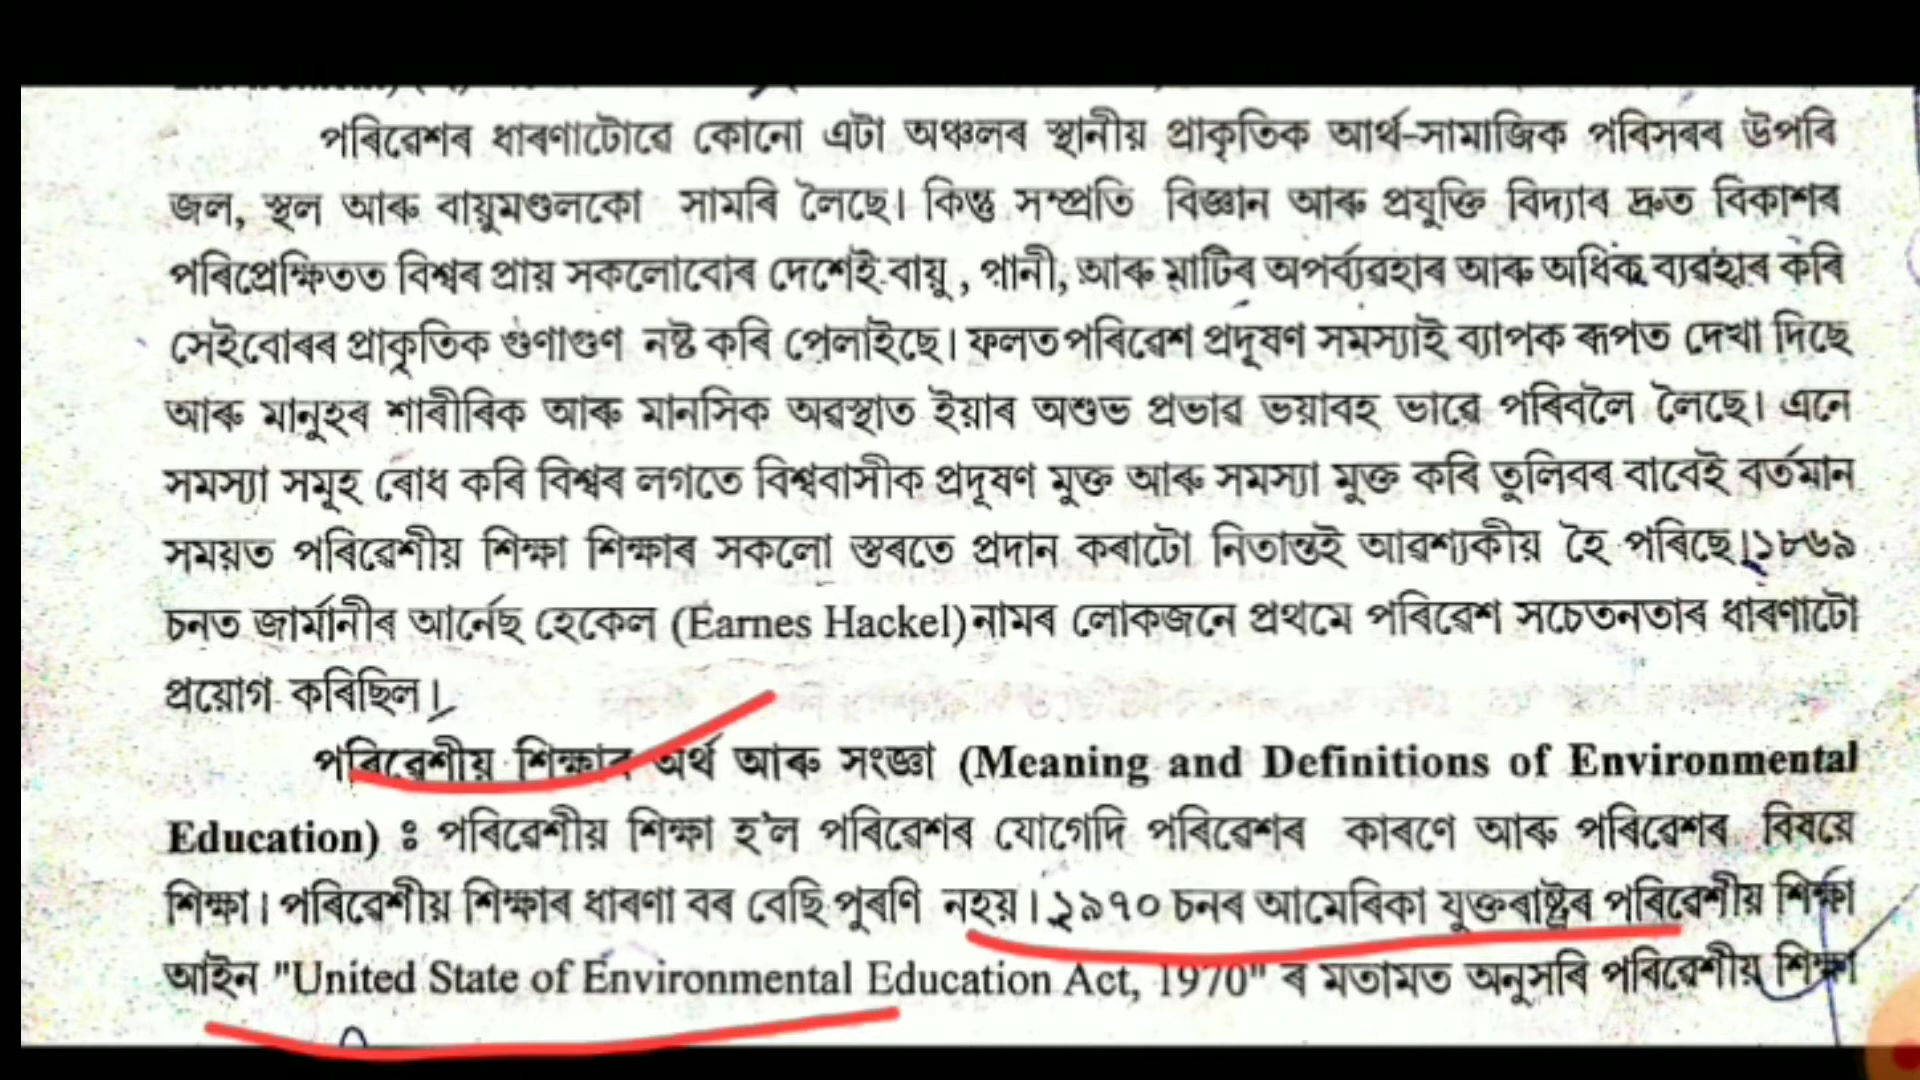 পৰিৱেশৰ ধাৰণাটোৱে কোনো এটা অঞ্চলৰ স্থানীয় প্ৰাকৃতিক আৰ্থ-সামাজিক পৰিসৰৰ উপৰি
জল, স্থল আৰু বায়ুমণ্ডলকো সামৰি লৈছে। কিন্তু সম্প্ৰতি বিজ্ঞান আৰু প্ৰযুক্তি বিদ্যাৰ দ্ৰুত বিকাশৰ
পৰিপ্ৰেক্ষিতত বিশ্বৰ প্ৰায় সকলোবোৰ দেশেই বায়ু, পানী, আৰু মাটিৰ অপৰ্ব্যৱহাৰ আৰু অধিক ব্যৱহাৰ কৰি
সেইবোৰৰ প্ৰাকৃতিক গুণাগুণ নষ্ট কৰি পেলাইছে। ফলত পৰিৱেশ প্ৰদূষণ সমস্যাই ব্যাপক ৰূপত দেখা দিছে
আৰু মানুহৰ শাৰীৰিক আৰু মানসিক অৱস্থাত ইয়াৰ অশুভ প্ৰভাৱ ভয়াবহ ভাৱে পৰিবলৈ লৈছে। এনে
সমস্যা সমূহ ৰোধ কৰি বিশ্বৰ লগতে বিশ্ববাসীক প্ৰদূষণ মুক্ত আৰু সমস্যা মুক্ত কৰি তুলিবৰ বাবেই বৰ্তমান
সময়ত পৰিৱেশীয় শিক্ষা শিক্ষাৰ সকলো স্তৰতে প্ৰদান কৰাটো নিতান্তই আৱশ্যকীয় হৈ পৰিছে। ১৮৬৯
চনত জাৰ্মানীৰ আৰ্নেছ হেকেল (Earnes Hackel) নামৰ লোকজনে প্ৰথমে পৰিৱেশ সচেতনতাৰ ধাৰণাটো
প্ৰয়োগ কৰিছিল।
পৰিৱেশীয় শিক্ষাৰ অৰ্থ আৰু সংজ্ঞা (Meaning and Definitions of Environmental
Education) ঃ পৰিৱেশীয় শিক্ষা হ'ল পৰিৱেশৰ যোগেদি পৰিৱেশৰ কাৰণে আৰু পৰিৱেশৰ বিষয়ে
শিক্ষা। পৰিৱেশীয় শিক্ষাৰ ধাৰণা বৰ বেছি পুৰণি নহয়। ১৯৭০ চনৰ আমেৰিকা যুক্তৰাষ্ট্ৰৰ পৰিৱেশীয় শিক্ষা
আইন "United State of Environmental Education Act, 1970" ৰ মতামত অনুসৰি পৰিৱেশীয় শিক্ষা